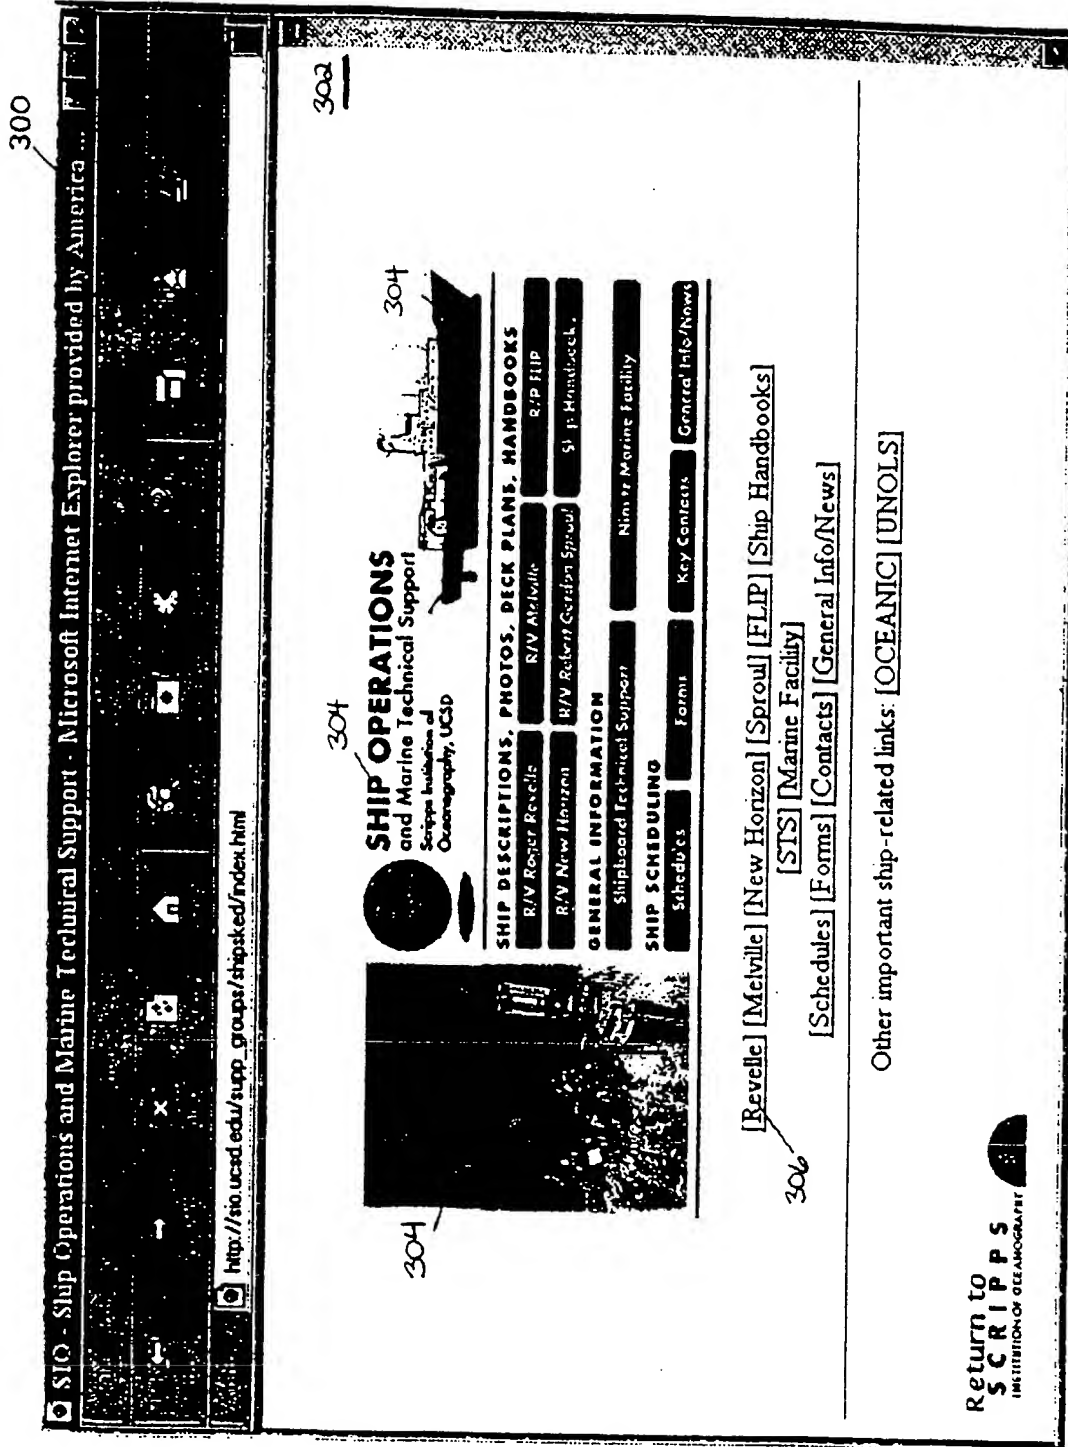 300
SIO - Ship Operations and Marine Technical Support - Microsoft Internet Explorer provided by America ...
http://sio.ucsd.edu/supp_groups/shipsked/index.html
302
304
SHIP OPERATIONS
and Marine Technical Support
Scripps Institution of
Oceanography, UCSD
304
304
SHIP DESCRIPTIONS, PHOTOS, DECK PLANS, HANDBOOKS
R/V Roger Revelle
R/V Melville
R/P FLIP
R/V New Horizon
R/V Robert Gordon Sproul
Ship Handbooks
GENERAL INFORMATION
Shipboard Technical Support
Nimitz Marine Facility
SHIP SCHEDULING
Schedules
Forms
Key Contacts
General Info/News
[Revelle] [Melville] [New Horizon] [Sproul] [FLIP] [Ship Handbooks]
306
[STS] [Marine Facility]
[Schedules] [Forms] [Contacts] [General Info/News]
Other important ship-related links: [OCEANIC] [UNOLS]
Return to
SCRIPPS
INSTITUTION OF OCEANOGRAPHY